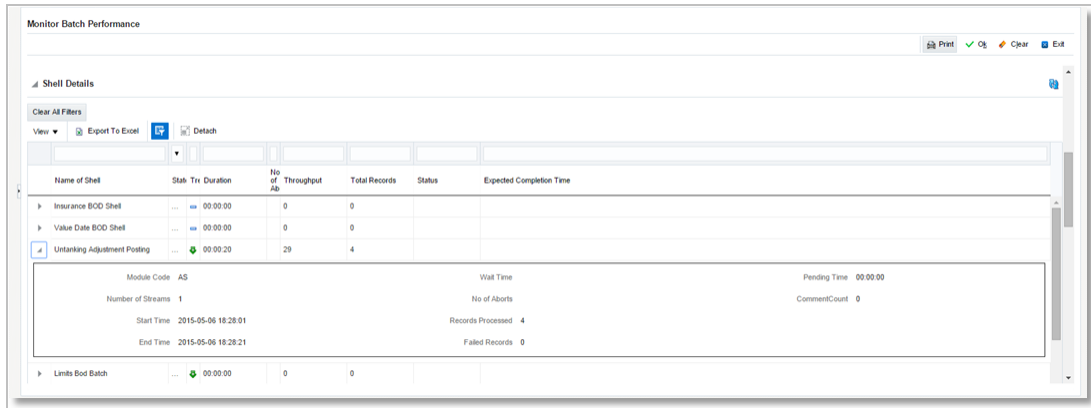 Monitor Batch Performance
Print Ok Clear Exit
Shell Details
Clear All Filters
View Export To Excel Detach
Name of Shell Stat Tre Duration No of Ab Throughput Total Records Status Expected Completion Time
Insurance BOD Shell ... 00:00:00 0 0
Value Date BOD Shell ... 00:00:00 0 0
Untanking Adjustment Posting ... 00:00:20 29 4
Module Code AS Wait Time Pending Time 00:00:00
Number of Streams 1 No of Aborts CommentCount 0
Start Time 2015-05-06 18:28:01 Records Processed 4
End Time 2015-05-06 18:28:21 Failed Records 0
Limits Bod Batch ... 00:00:00 0 0